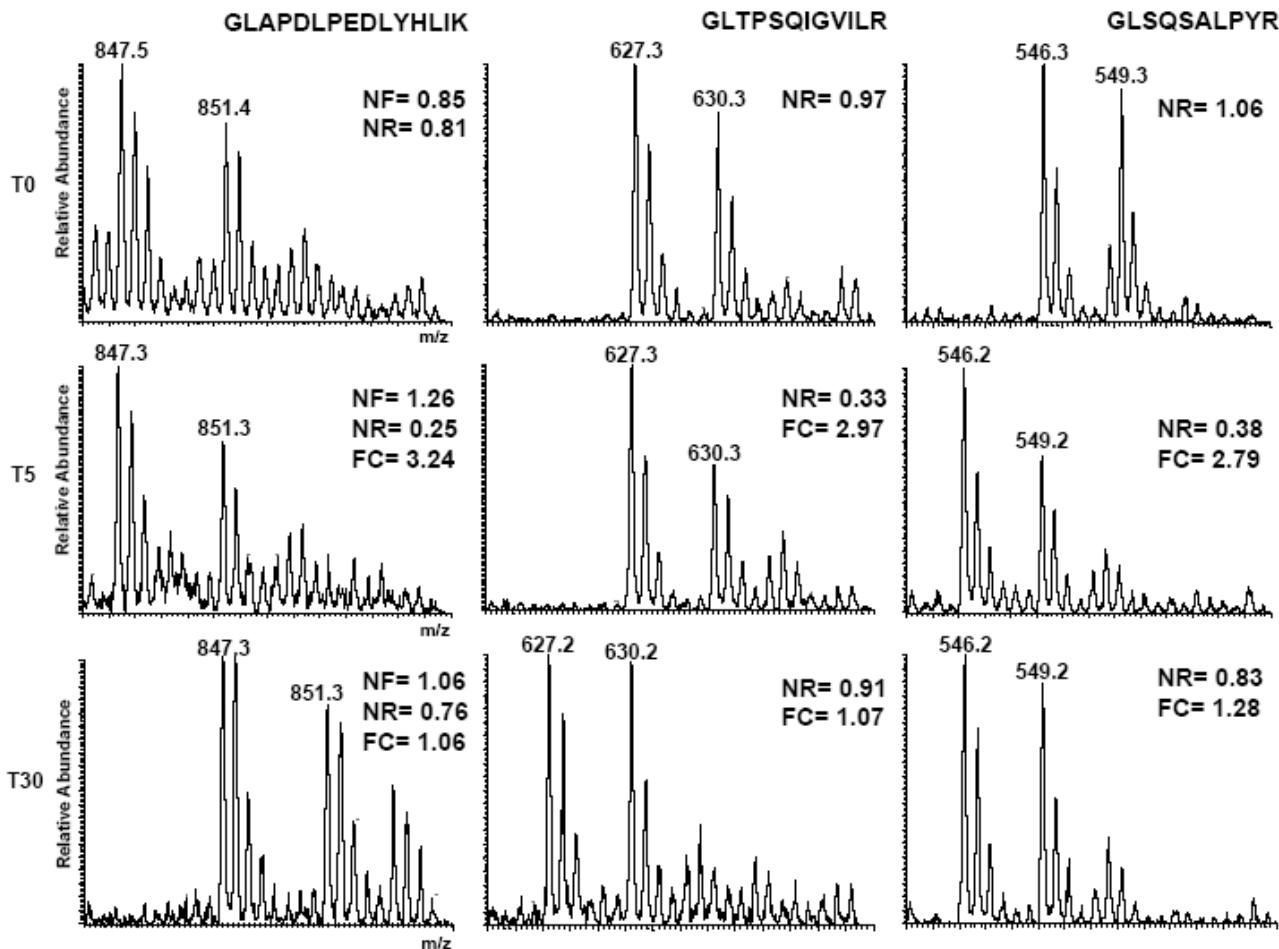 GLAPDLPEDLYHLIK
GLTPSQIGVILR
GLSQSALPYR
T0
Relative Abundance
847.5
851.4
NF= 0.85
NR= 0.81
m/z
627.3
630.3
NR= 0.97
546.3
549.3
NR= 1.06
T5
Relative Abundance
847.3
851.3
NF= 1.26
NR= 0.25
FC= 3.24
m/z
627.3
630.3
NR= 0.33
FC= 2.97
546.2
549.2
NR= 0.38
FC= 2.79
T30
Relative Abundance
847.3
851.3
NF= 1.06
NR= 0.76
FC= 1.06
m/z
627.2
630.2
NR= 0.91
FC= 1.07
546.2
549.2
NR= 0.83
FC= 1.28